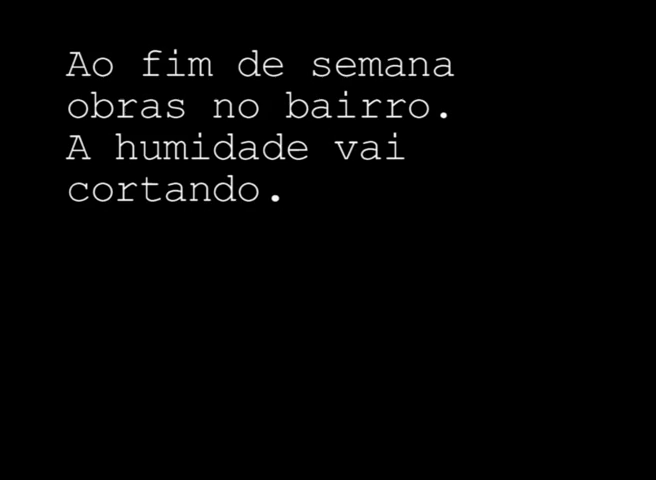 Ao fim de semana
obras no bairro.
A humidade vai
cortando.